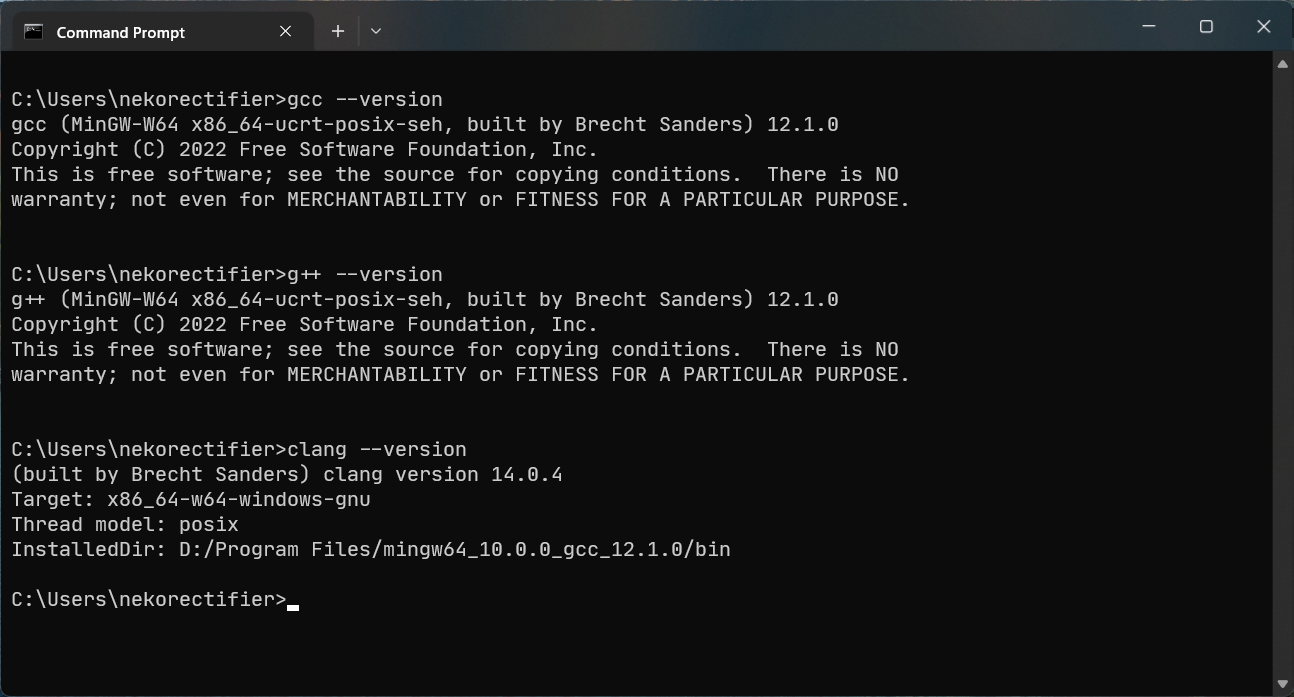 Command Prompt
C:\Users\nekorectifier>gcc --version
gcc (MinGW-W64 x86_64-ucrt-posix-seh, built by Brecht Sanders) 12.1.0
Copyright (C) 2022 Free Software Foundation, Inc.
This is free software; see the source for copying conditions.  There is NO
warranty; not even for MERCHANTABILITY or FITNESS FOR A PARTICULAR PURPOSE.
C:\Users\nekorectifier>g++ --version
g++ (MinGW-W64 x86_64-ucrt-posix-seh, built by Brecht Sanders) 12.1.0
Copyright (C) 2022 Free Software Foundation, Inc.
This is free software; see the source for copying conditions.  There is NO
warranty; not even for MERCHANTABILITY or FITNESS FOR A PARTICULAR PURPOSE.
C:\Users\nekorectifier>clang --version
(built by Brecht Sanders) clang version 14.0.4
Target: x86_64-w64-windows-gnu
Thread model: posix
InstalledDir: D:/Program Files/mingw64_10.0.0_gcc_12.1.0/bin
C:\Users\nekorectifier>